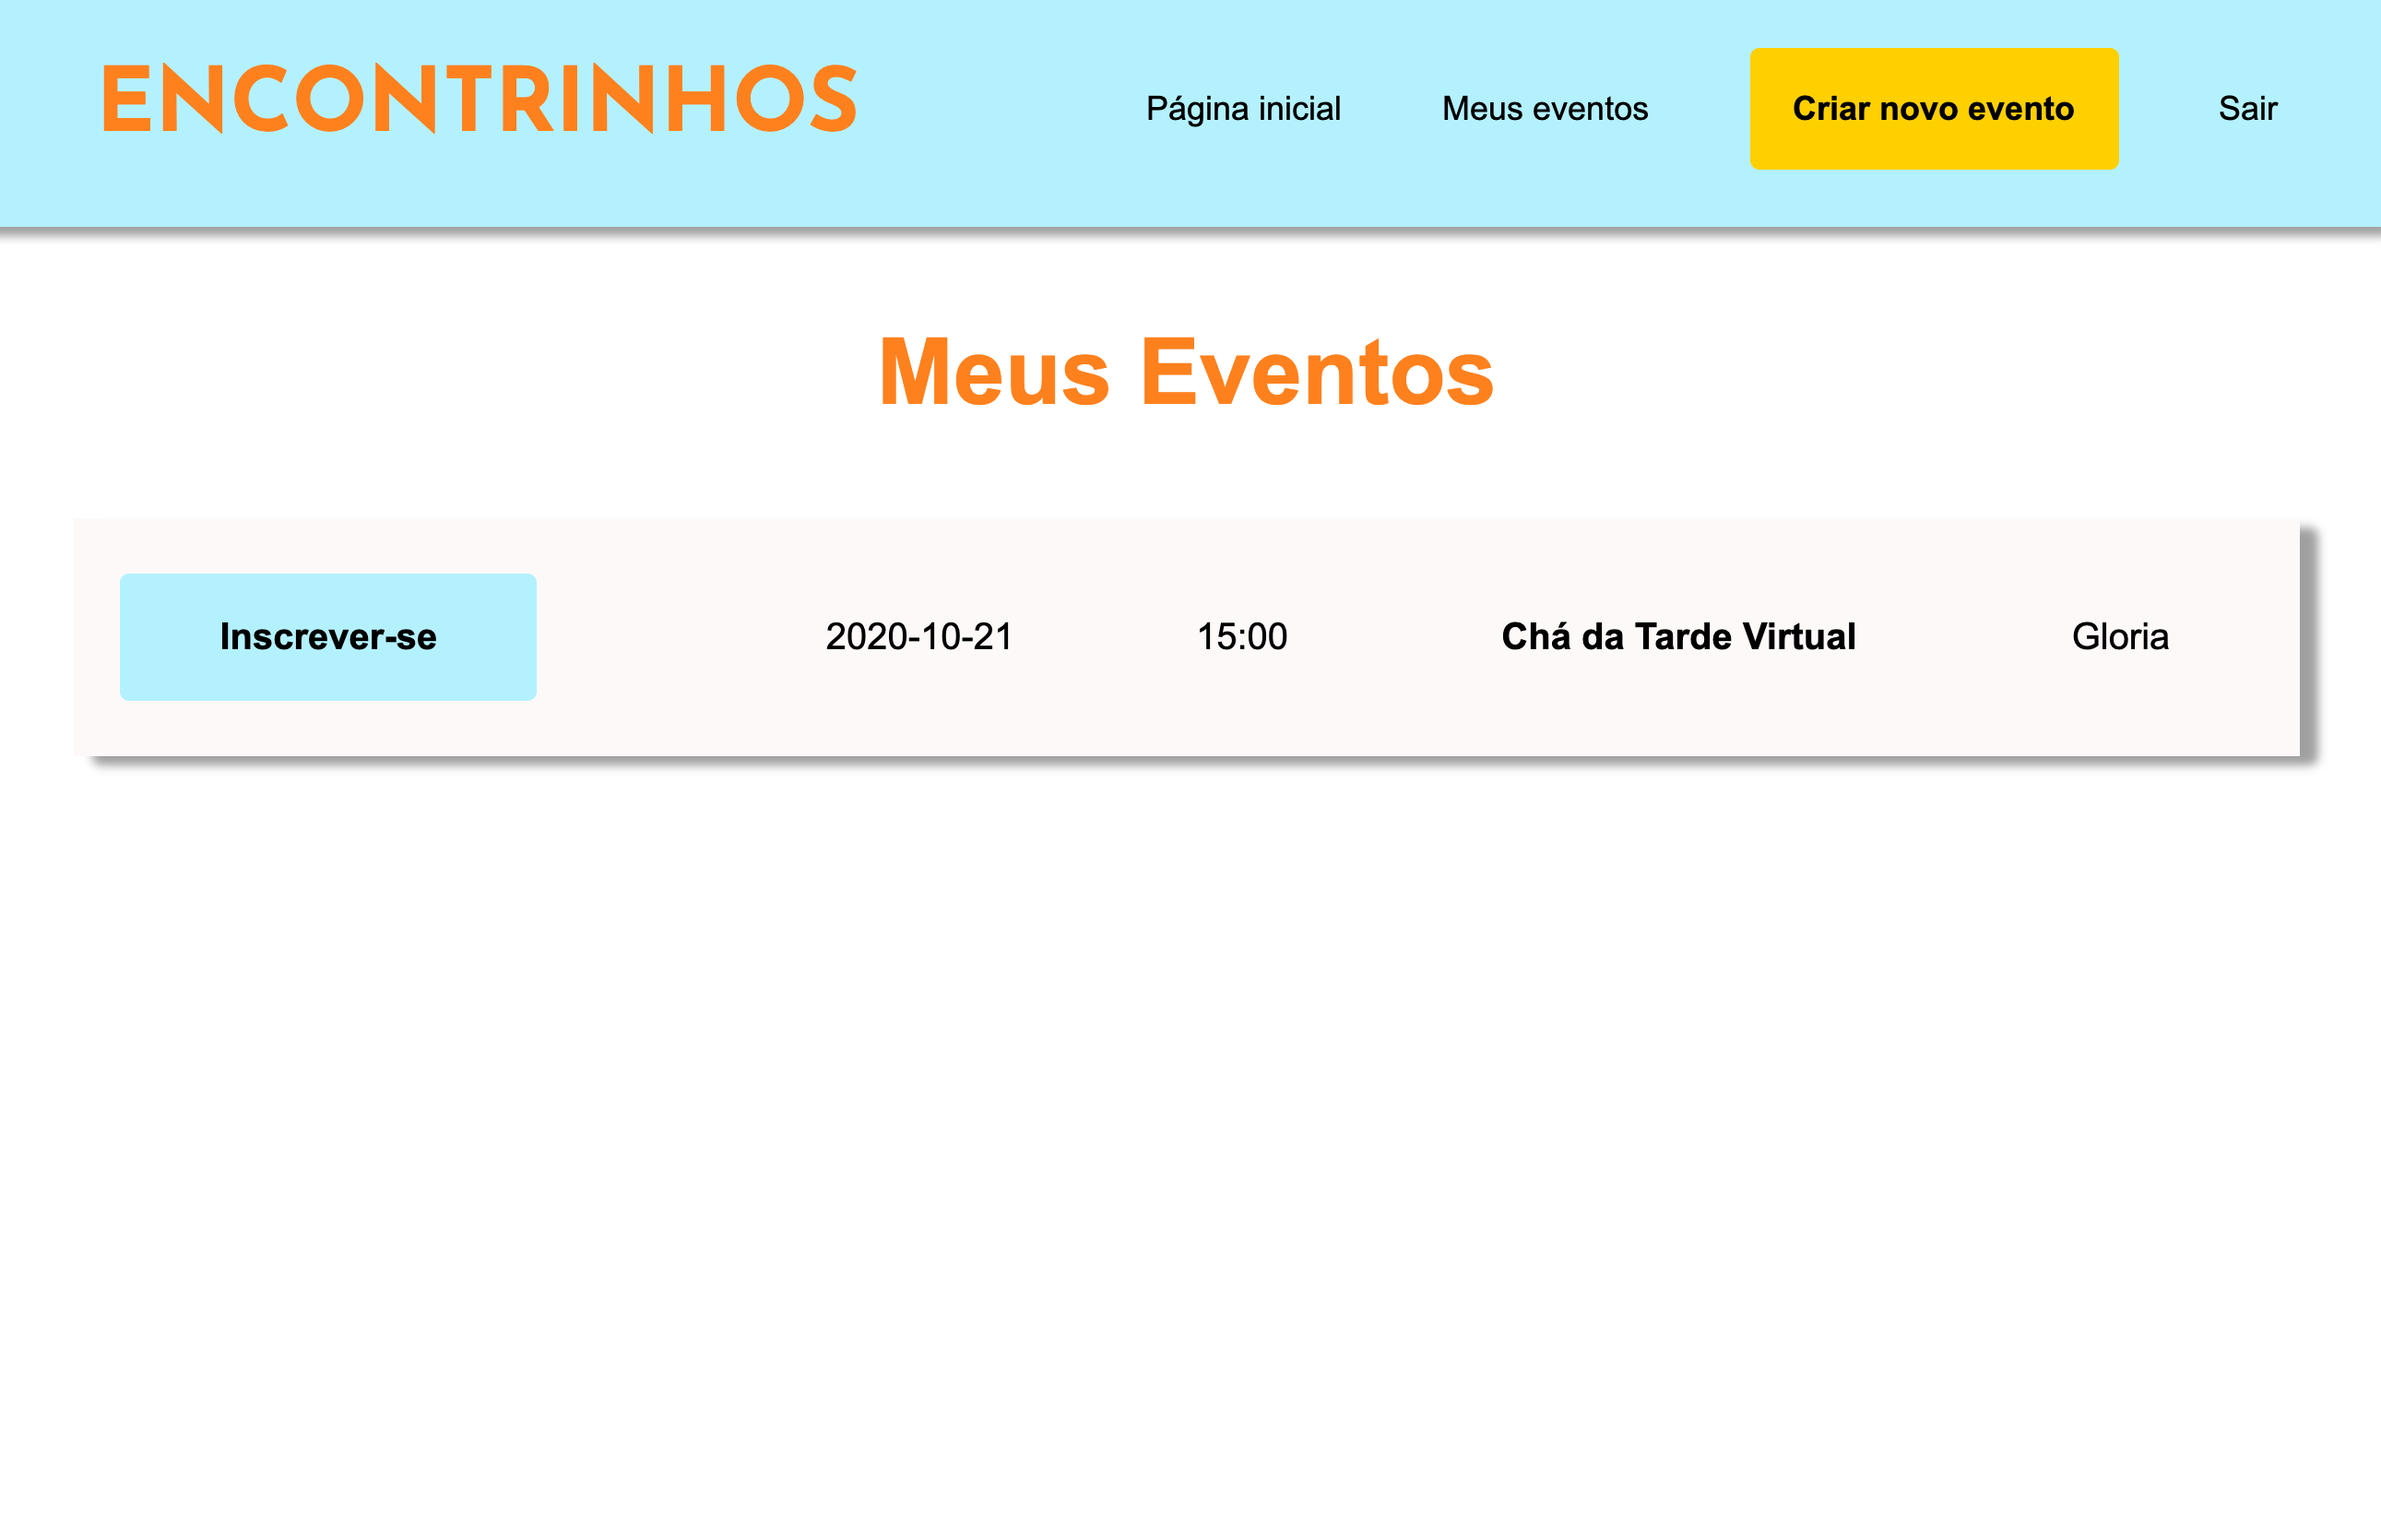 ENCONTRINHOS
Página inicial Meus eventos Criar novo evento Sair
Meus Eventos
Inscrever-se 2020-10-21 15:00 Chá da Tarde Virtual Gloria